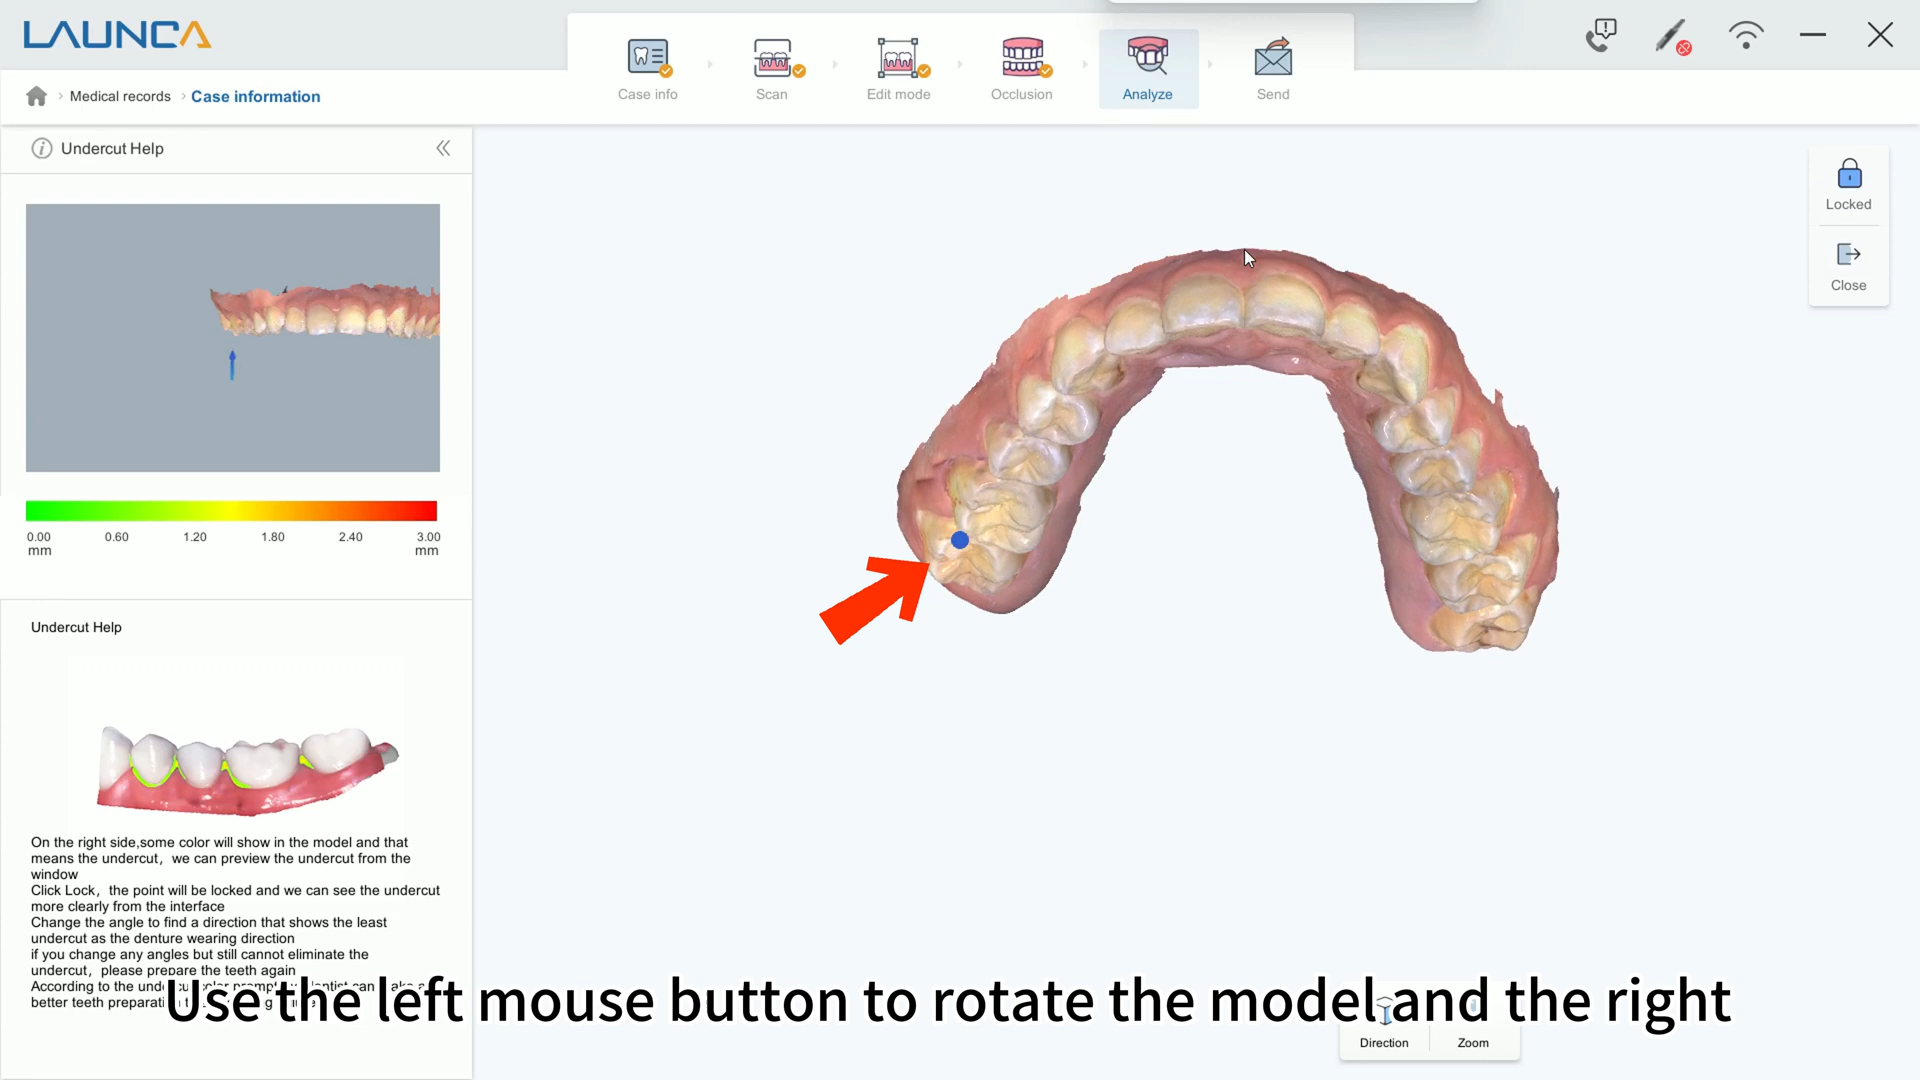 LAUNCA
Case info
Scan
Edit mode
Occlusion
Analyze
Send
Medical records
Case information
Undercut Help
Locked
Close
0.00 0.60 1.20 1.80 2.40 3.00
mm mm
Undercut Help
On the right side,some color will show in the model and that
means the undercut, we can preview the undercut from the
window
Click Lock, the point will be locked and we can see the undercut
more clearly from the interface
Change the angle to find a direction that shows the least
undercut as the denture wearing direction
if you change any angles but still cannot eliminate the
undercut, please prepare the teeth again
According to the
better teeth
Use the left mouse button to rotate the model and the right
Direction
Zoom